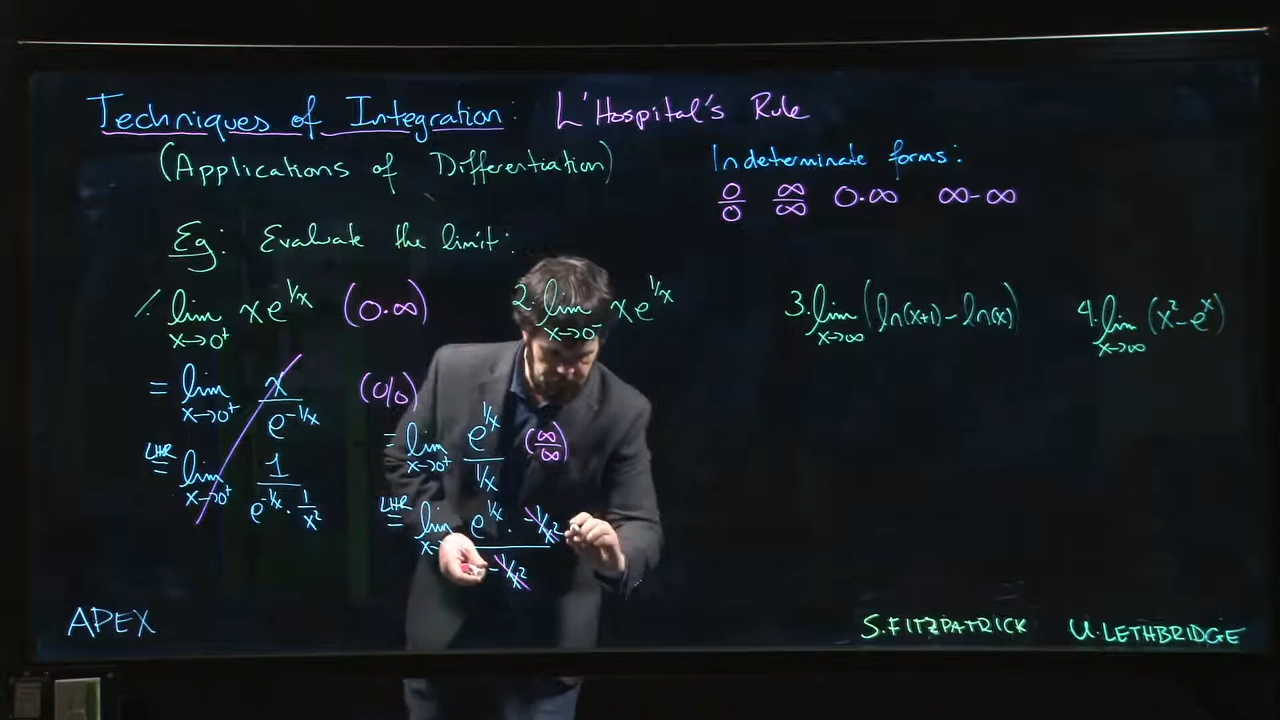 Techniques of Integration: L'Hospital's Rule
(Applications of Differentiation)
Indeterminate forms:
0/0 ∞/∞ 0·∞ ∞-∞
Eg: Evaluate the limit:
1. lim x→0⁺ xe^(1/x) (0·∞)
= lim x→0⁺ x/e^(-1/x) (0/0)
LHR = lim x→0⁺ 1/(e^(-1/x) · 1/x²)
= lim x→0⁺ e^(1/x)/(1/x) (∞/∞)
LHR = lim x→ (e^(1/x) · -1/x²)/(-1/x²)
2. lim x→0⁻ xe^(1/x)
3. lim x→∞ (ln(x+1) - ln(x))
4. lim x→∞ (x² - e^x)
APEX
S. FITZPATRICK U. LETHBRIDGE